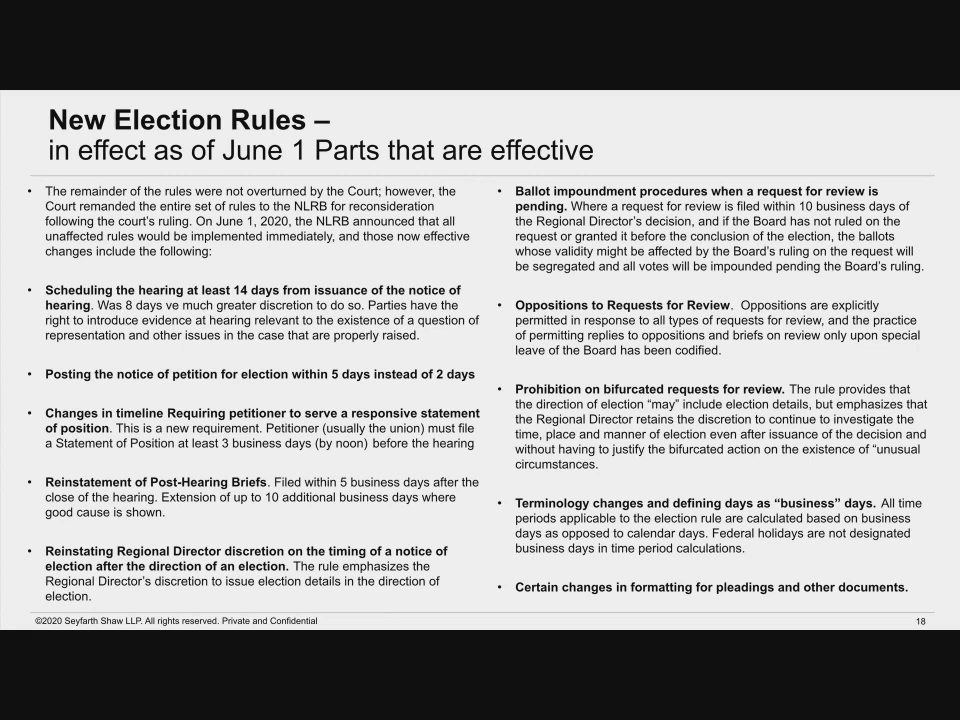 New Election Rules –
in effect as of June 1 Parts that are effective
• The remainder of the rules were not overturned by the Court; however, the
Court remanded the entire set of rules to the NLRB for reconsideration
following the court’s ruling. On June 1, 2020, the NLRB announced that all
unaffected rules would be implemented immediately, and those now effective
changes include the following:
• Scheduling the hearing at least 14 days from issuance of the notice of
hearing. Was 8 days ve much greater discretion to do so. Parties have the
right to introduce evidence at hearing relevant to the existence of a question of
representation and other issues in the case that are properly raised.
• Posting the notice of petition for election within 5 days instead of 2 days
• Changes in timeline Requiring petitioner to serve a responsive statement
of position. This is a new requirement. Petitioner (usually the union) must file
a Statement of Position at least 3 business days (by noon) before the hearing
• Reinstatement of Post-Hearing Briefs. Filed within 5 business days after the
close of the hearing. Extension of up to 10 additional business days where
good cause is shown.
• Reinstating Regional Director discretion on the timing of a notice of
election after the direction of an election. The rule emphasizes the
Regional Director’s discretion to issue election details in the direction of
election.
• Ballot impoundment procedures when a request for review is
pending. Where a request for review is filed within 10 business days of
the Regional Director’s decision, and if the Board has not ruled on the
request or granted it before the conclusion of the election, the ballots
whose validity might be affected by the Board’s ruling on the request will
be segregated and all votes will be impounded pending the Board’s ruling.
• Oppositions to Requests for Review. Oppositions are explicitly
permitted in response to all types of requests for review, and the practice
of permitting replies to oppositions and briefs on review only upon special
leave of the Board has been codified.
• Prohibition on bifurcated requests for review. The rule provides that
the direction of election “may” include election details, but emphasizes that
the Regional Director retains the discretion to continue to investigate the
time, place and manner of election even after issuance of the decision and
without having to justify the bifurcated action on the existence of “unusual
circumstances.
• Terminology changes and defining days as “business” days. All time
periods applicable to the election rule are calculated based on business
days as opposed to calendar days. Federal holidays are not designated
business days in time period calculations.
• Certain changes in formatting for pleadings and other documents.
©2020 Seyfarth Shaw LLP. All rights reserved. Private and Confidential
18